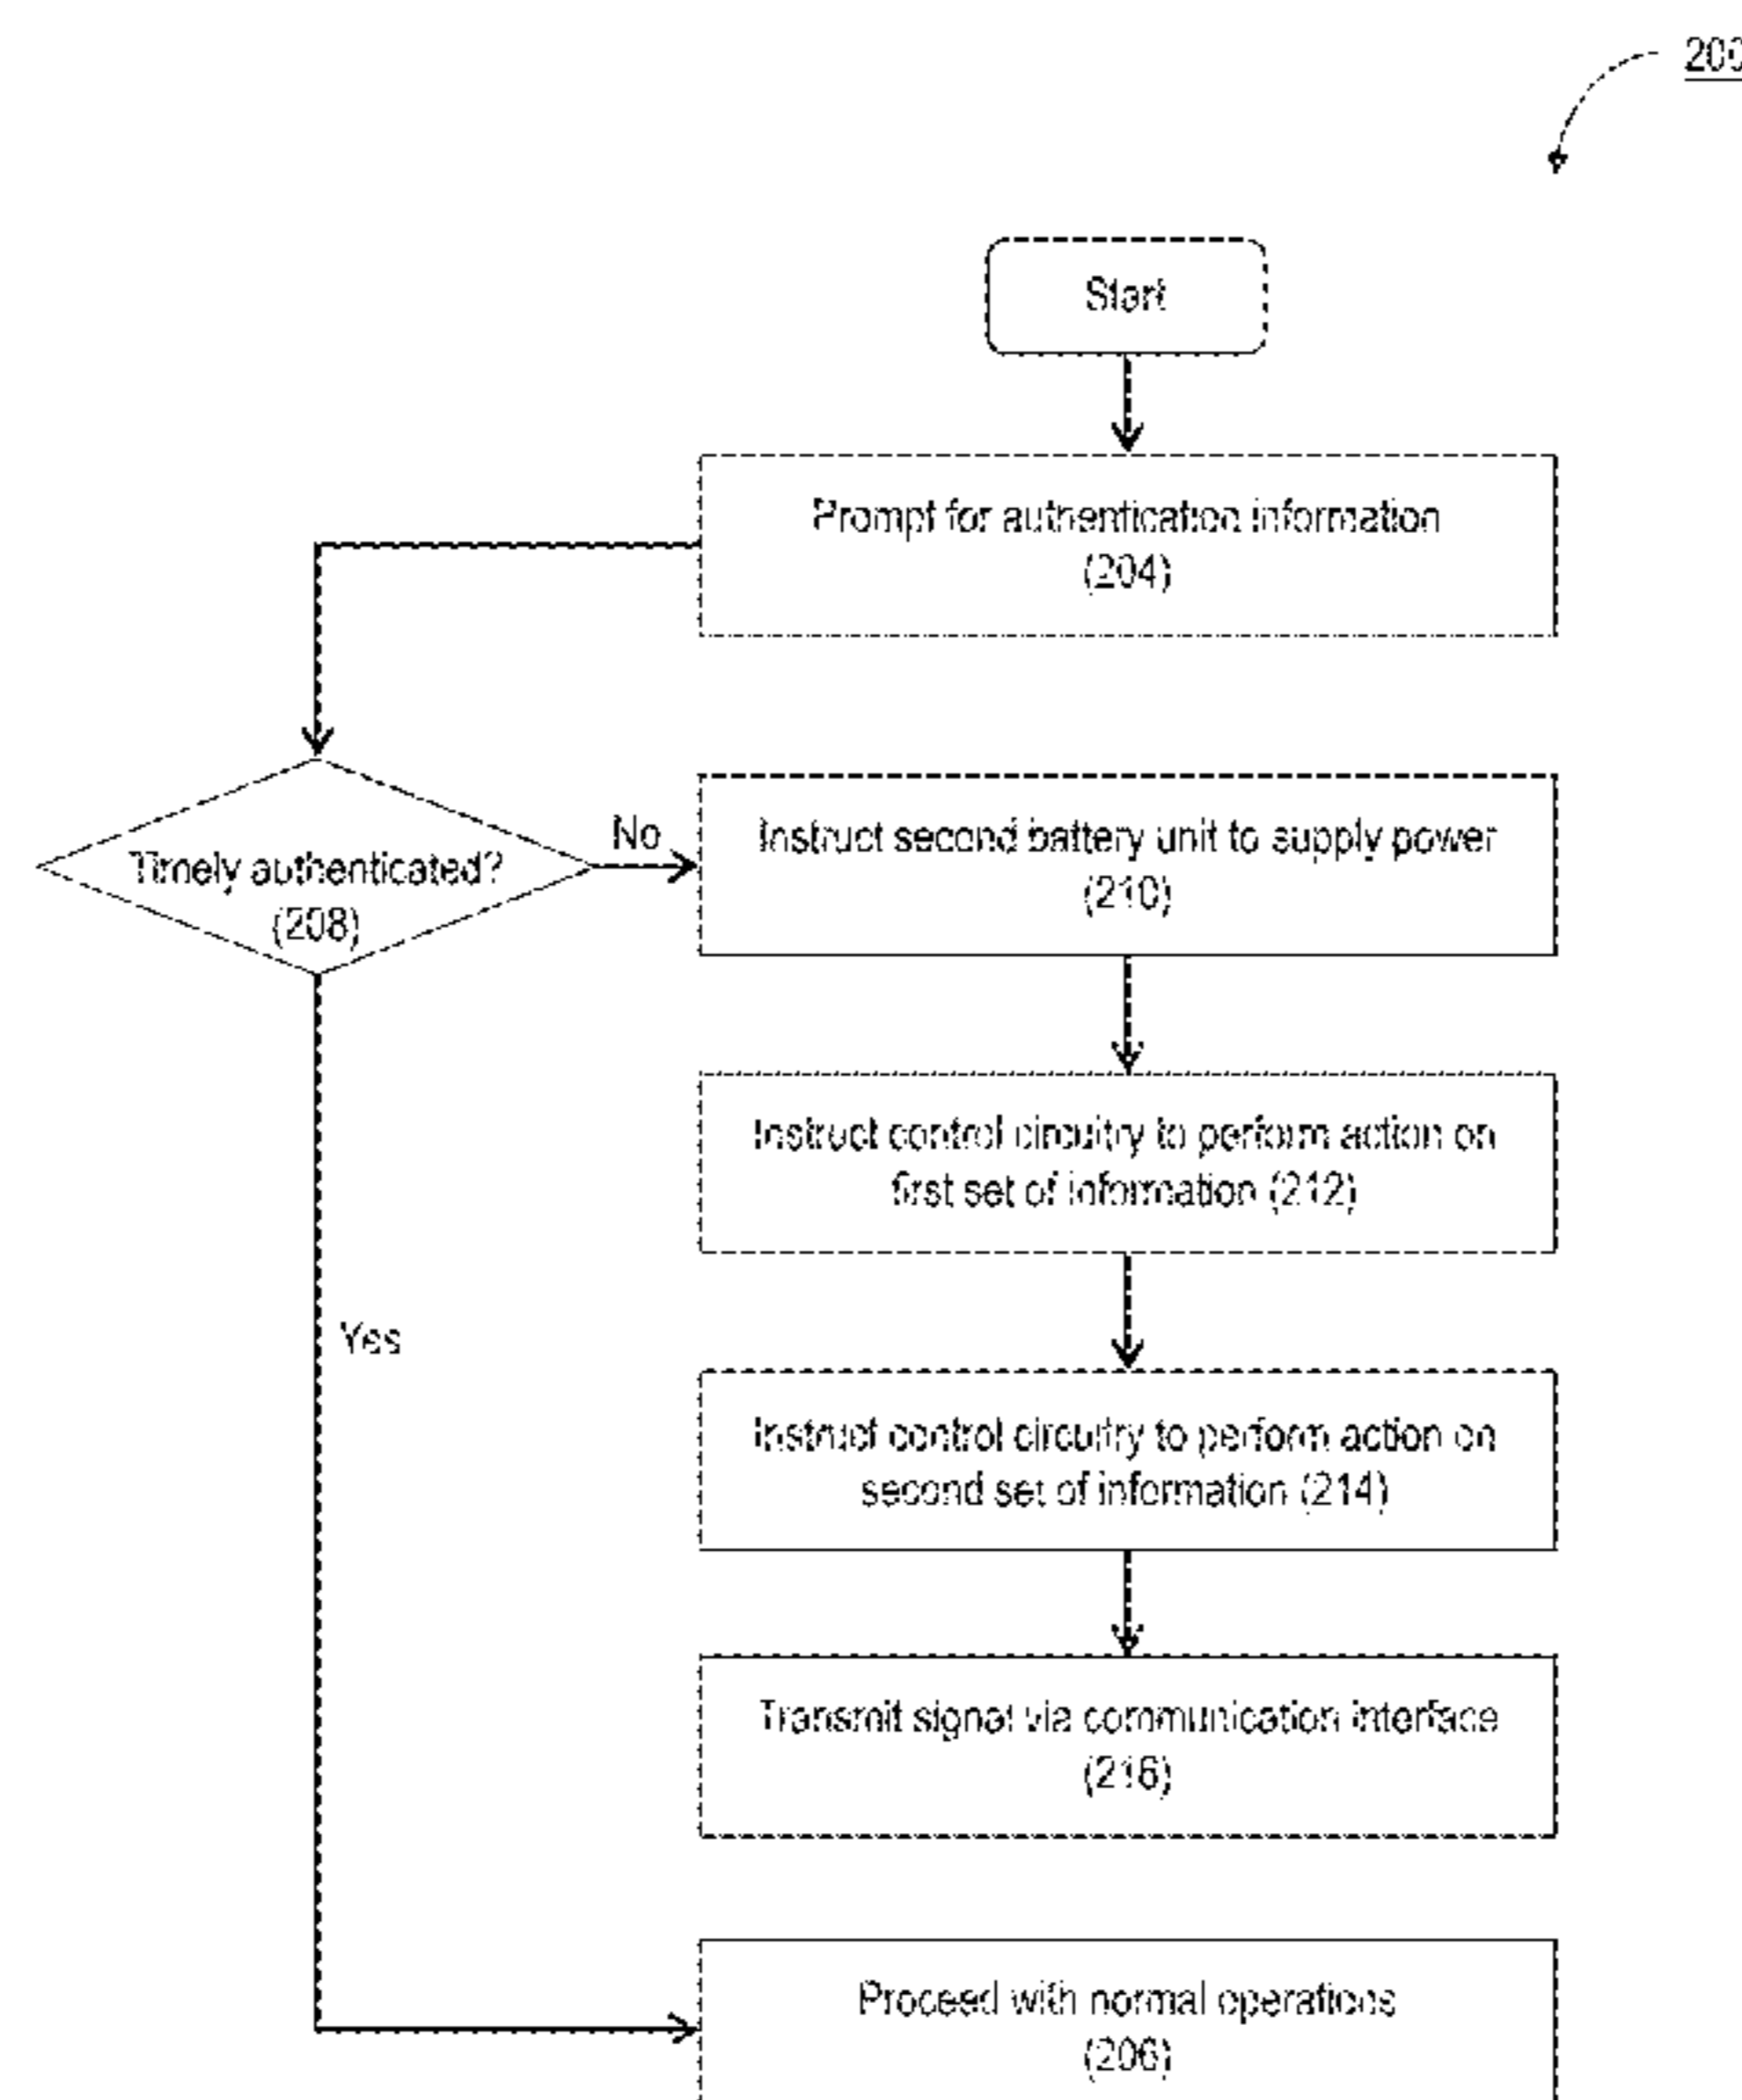 200
Start
Prompt for authentication information
(204)
Timely authenticated?
(208)
No
Instruct second battery unit to supply power
(210)
Instruct control circuitry to perform action on
first set of information (212)
Yes
Instruct control circuitry to perform action on
second set of information (214)
Transmit signal via communication interface
(216)
Proceed with normal operations
(206)